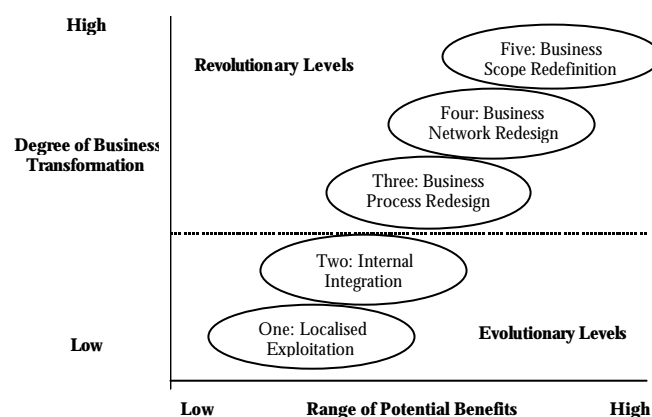 High
Five: Business
Scope Redefinition
Revolutionary Levels
Four: Business
Network Redesign
Degree of Business
Transformation
Three: Business
Process Redesign
Two: Internal
Integration
One: Localised
Exploitation
Evolutionary Levels
Low
Low Range of Potential Benefits High